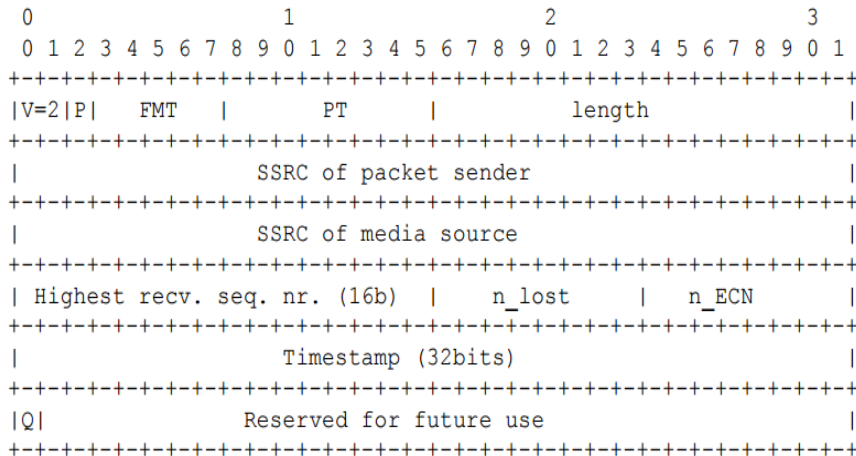 0                   1                   2                   3
 0 1 2 3 4 5 6 7 8 9 0 1 2 3 4 5 6 7 8 9 0 1 2 3 4 5 6 7 8 9 0 1
+-+-+-+-+-+-+-+-+-+-+-+-+-+-+-+-+-+-+-+-+-+-+-+-+-+-+-+-+-+-+-+-+
|V=2|P|   FMT   |       PT      |          length               |
+-+-+-+-+-+-+-+-+-+-+-+-+-+-+-+-+-+-+-+-+-+-+-+-+-+-+-+-+-+-+-+-+
|                  SSRC of packet sender                        |
+-+-+-+-+-+-+-+-+-+-+-+-+-+-+-+-+-+-+-+-+-+-+-+-+-+-+-+-+-+-+-+-+
|                  SSRC of media source                         |
+-+-+-+-+-+-+-+-+-+-+-+-+-+-+-+-+-+-+-+-+-+-+-+-+-+-+-+-+-+-+-+-+
| Highest recv. seq. nr. (16b)  |    n_lost     |   n_ECN       |
+-+-+-+-+-+-+-+-+-+-+-+-+-+-+-+-+-+-+-+-+-+-+-+-+-+-+-+-+-+-+-+-+
|                    Timestamp (32bits)                         |
+-+-+-+-+-+-+-+-+-+-+-+-+-+-+-+-+-+-+-+-+-+-+-+-+-+-+-+-+-+-+-+-+
|Q|               Reserved for future use                       |
+-+-+-+-+-+-+-+-+-+-+-+-+-+-+-+-+-+-+-+-+-+-+-+-+-+-+-+-+-+-+-+-+